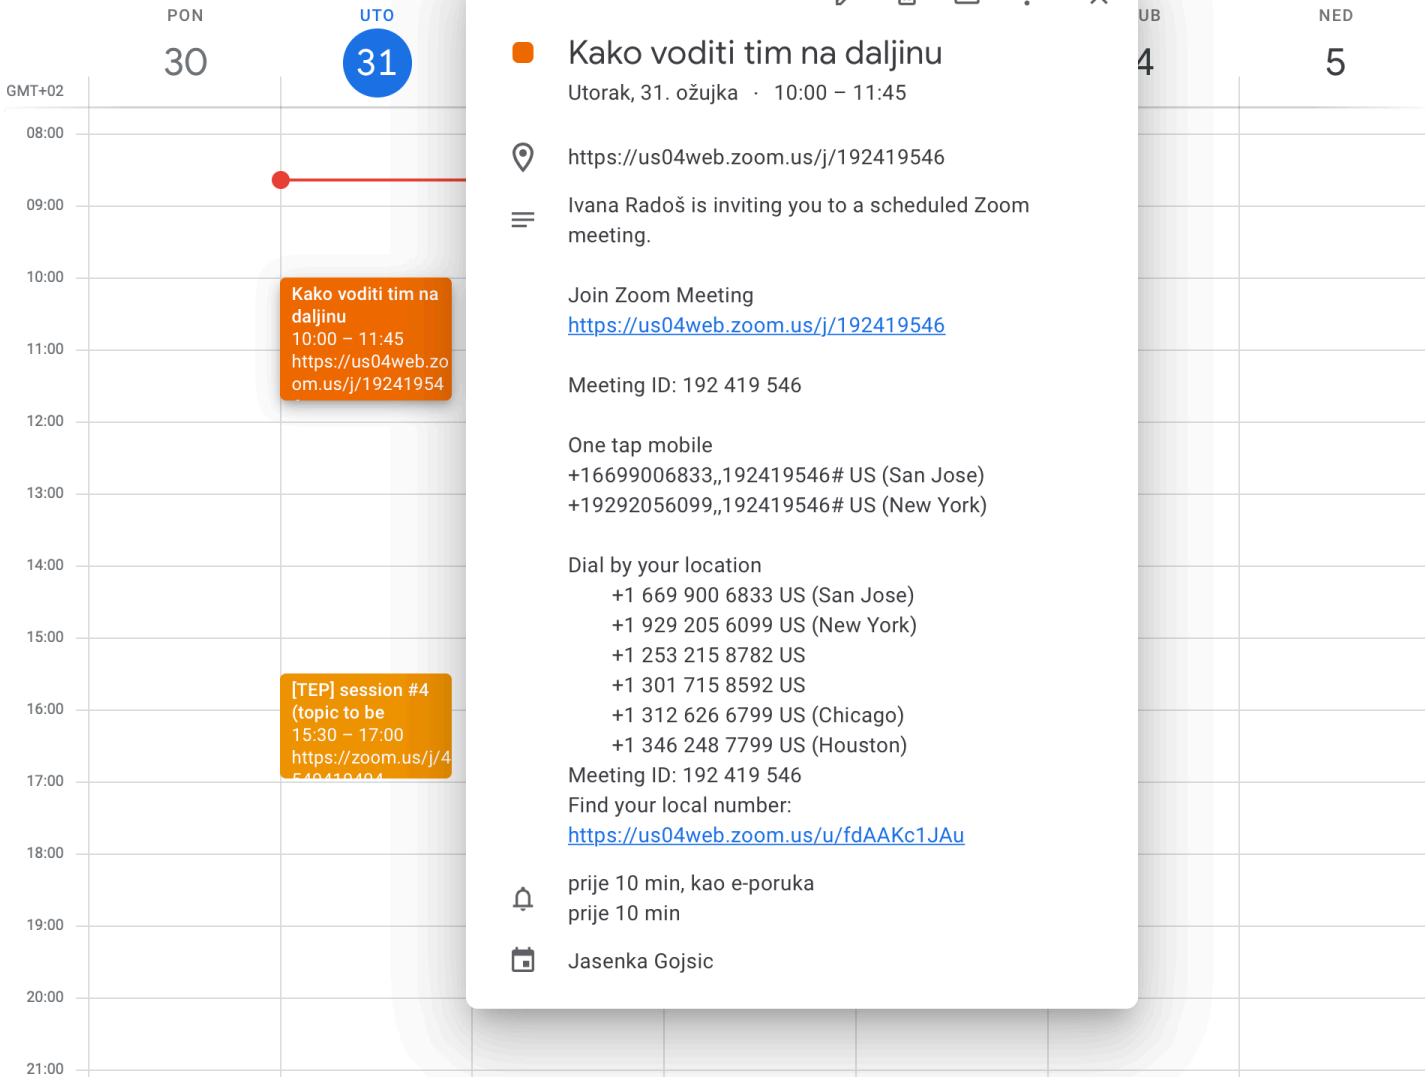 PON
UTO
UB
NED
30
31
4
5
GMT+02
08:00
09:00
10:00
11:00
12:00
13:00
14:00
15:00
16:00
17:00
18:00
19:00
20:00
21:00
Kako voditi tim na
daljinu
10:00 – 11:45
https://us04web.zo
om.us/j/19241954
[TEP] session #4
(topic to be
15:30 – 17:00
https://zoom.us/j/4
Kako voditi tim na daljinu
Utorak, 31. ožujka · 10:00 – 11:45
https://us04web.zoom.us/j/192419546
Ivana Radoš is inviting you to a scheduled Zoom
meeting.
Join Zoom Meeting
https://us04web.zoom.us/j/192419546
Meeting ID: 192 419 546
One tap mobile
+16699006833,,192419546# US (San Jose)
+19292056099,,192419546# US (New York)
Dial by your location
+1 669 900 6833 US (San Jose)
+1 929 205 6099 US (New York)
+1 253 215 8782 US
+1 301 715 8592 US
+1 312 626 6799 US (Chicago)
+1 346 248 7799 US (Houston)
Meeting ID: 192 419 546
Find your local number:
https://us04web.zoom.us/u/fdAAKc1JAu
prije 10 min, kao e-poruka
prije 10 min
Jasenka Gojsic